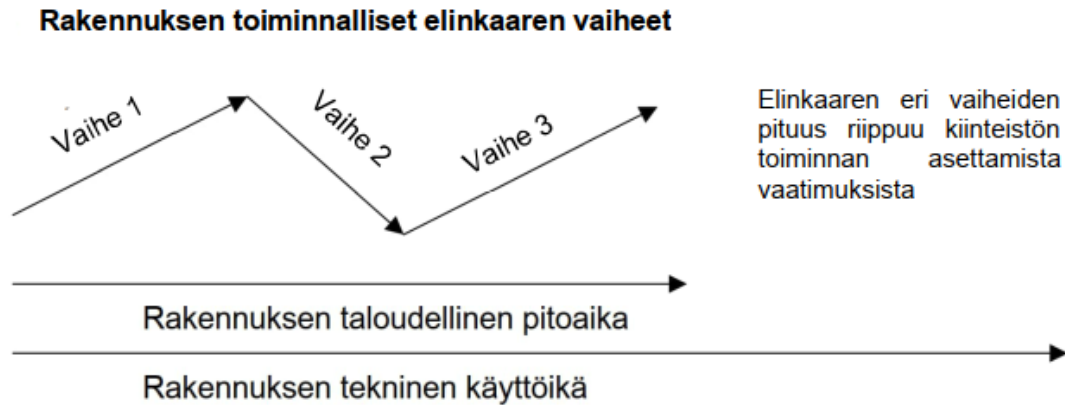 Rakennuksen toiminnalliset elinkaaren vaiheet
Vaihe 1
Vaihe 2
Vaihe 3
Elinkaaren eri vaiheiden
pituus riippuu kiinteistön
toiminnan asettamista
vaatimuksista
Rakennuksen taloudellinen pitoaika
Rakennuksen tekninen käyttöikä